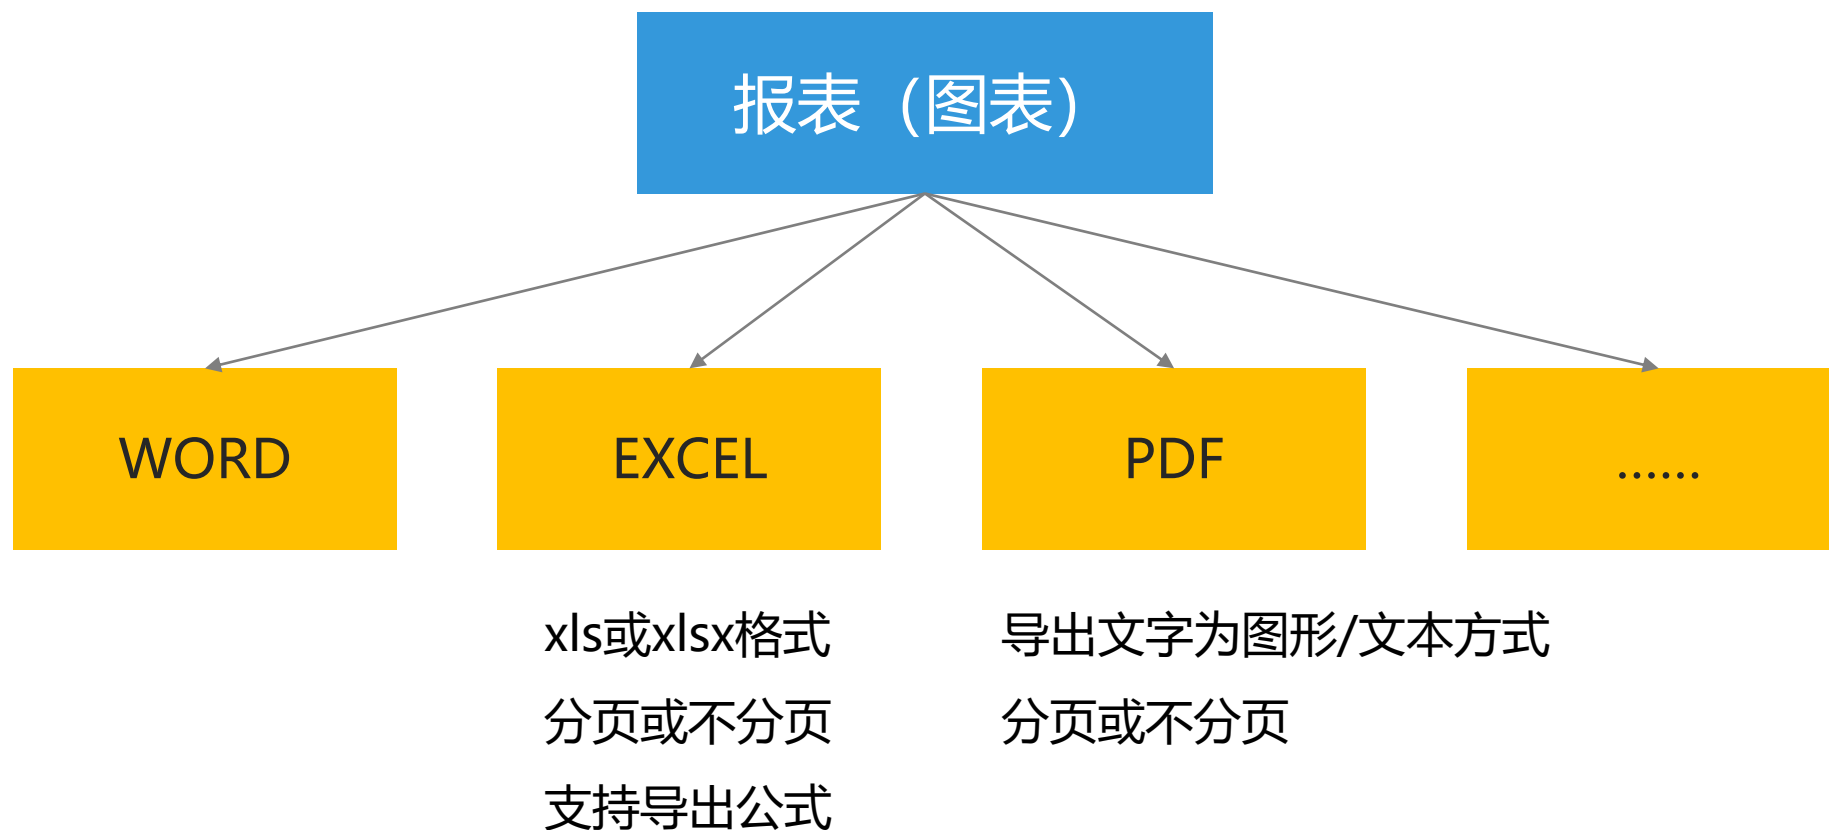 报表（图表）
WORD
EXCEL
PDF
……
xls或xlsx格式
分页或不分页
支持导出公式
导出文字为图形/文本方式
分页或不分页